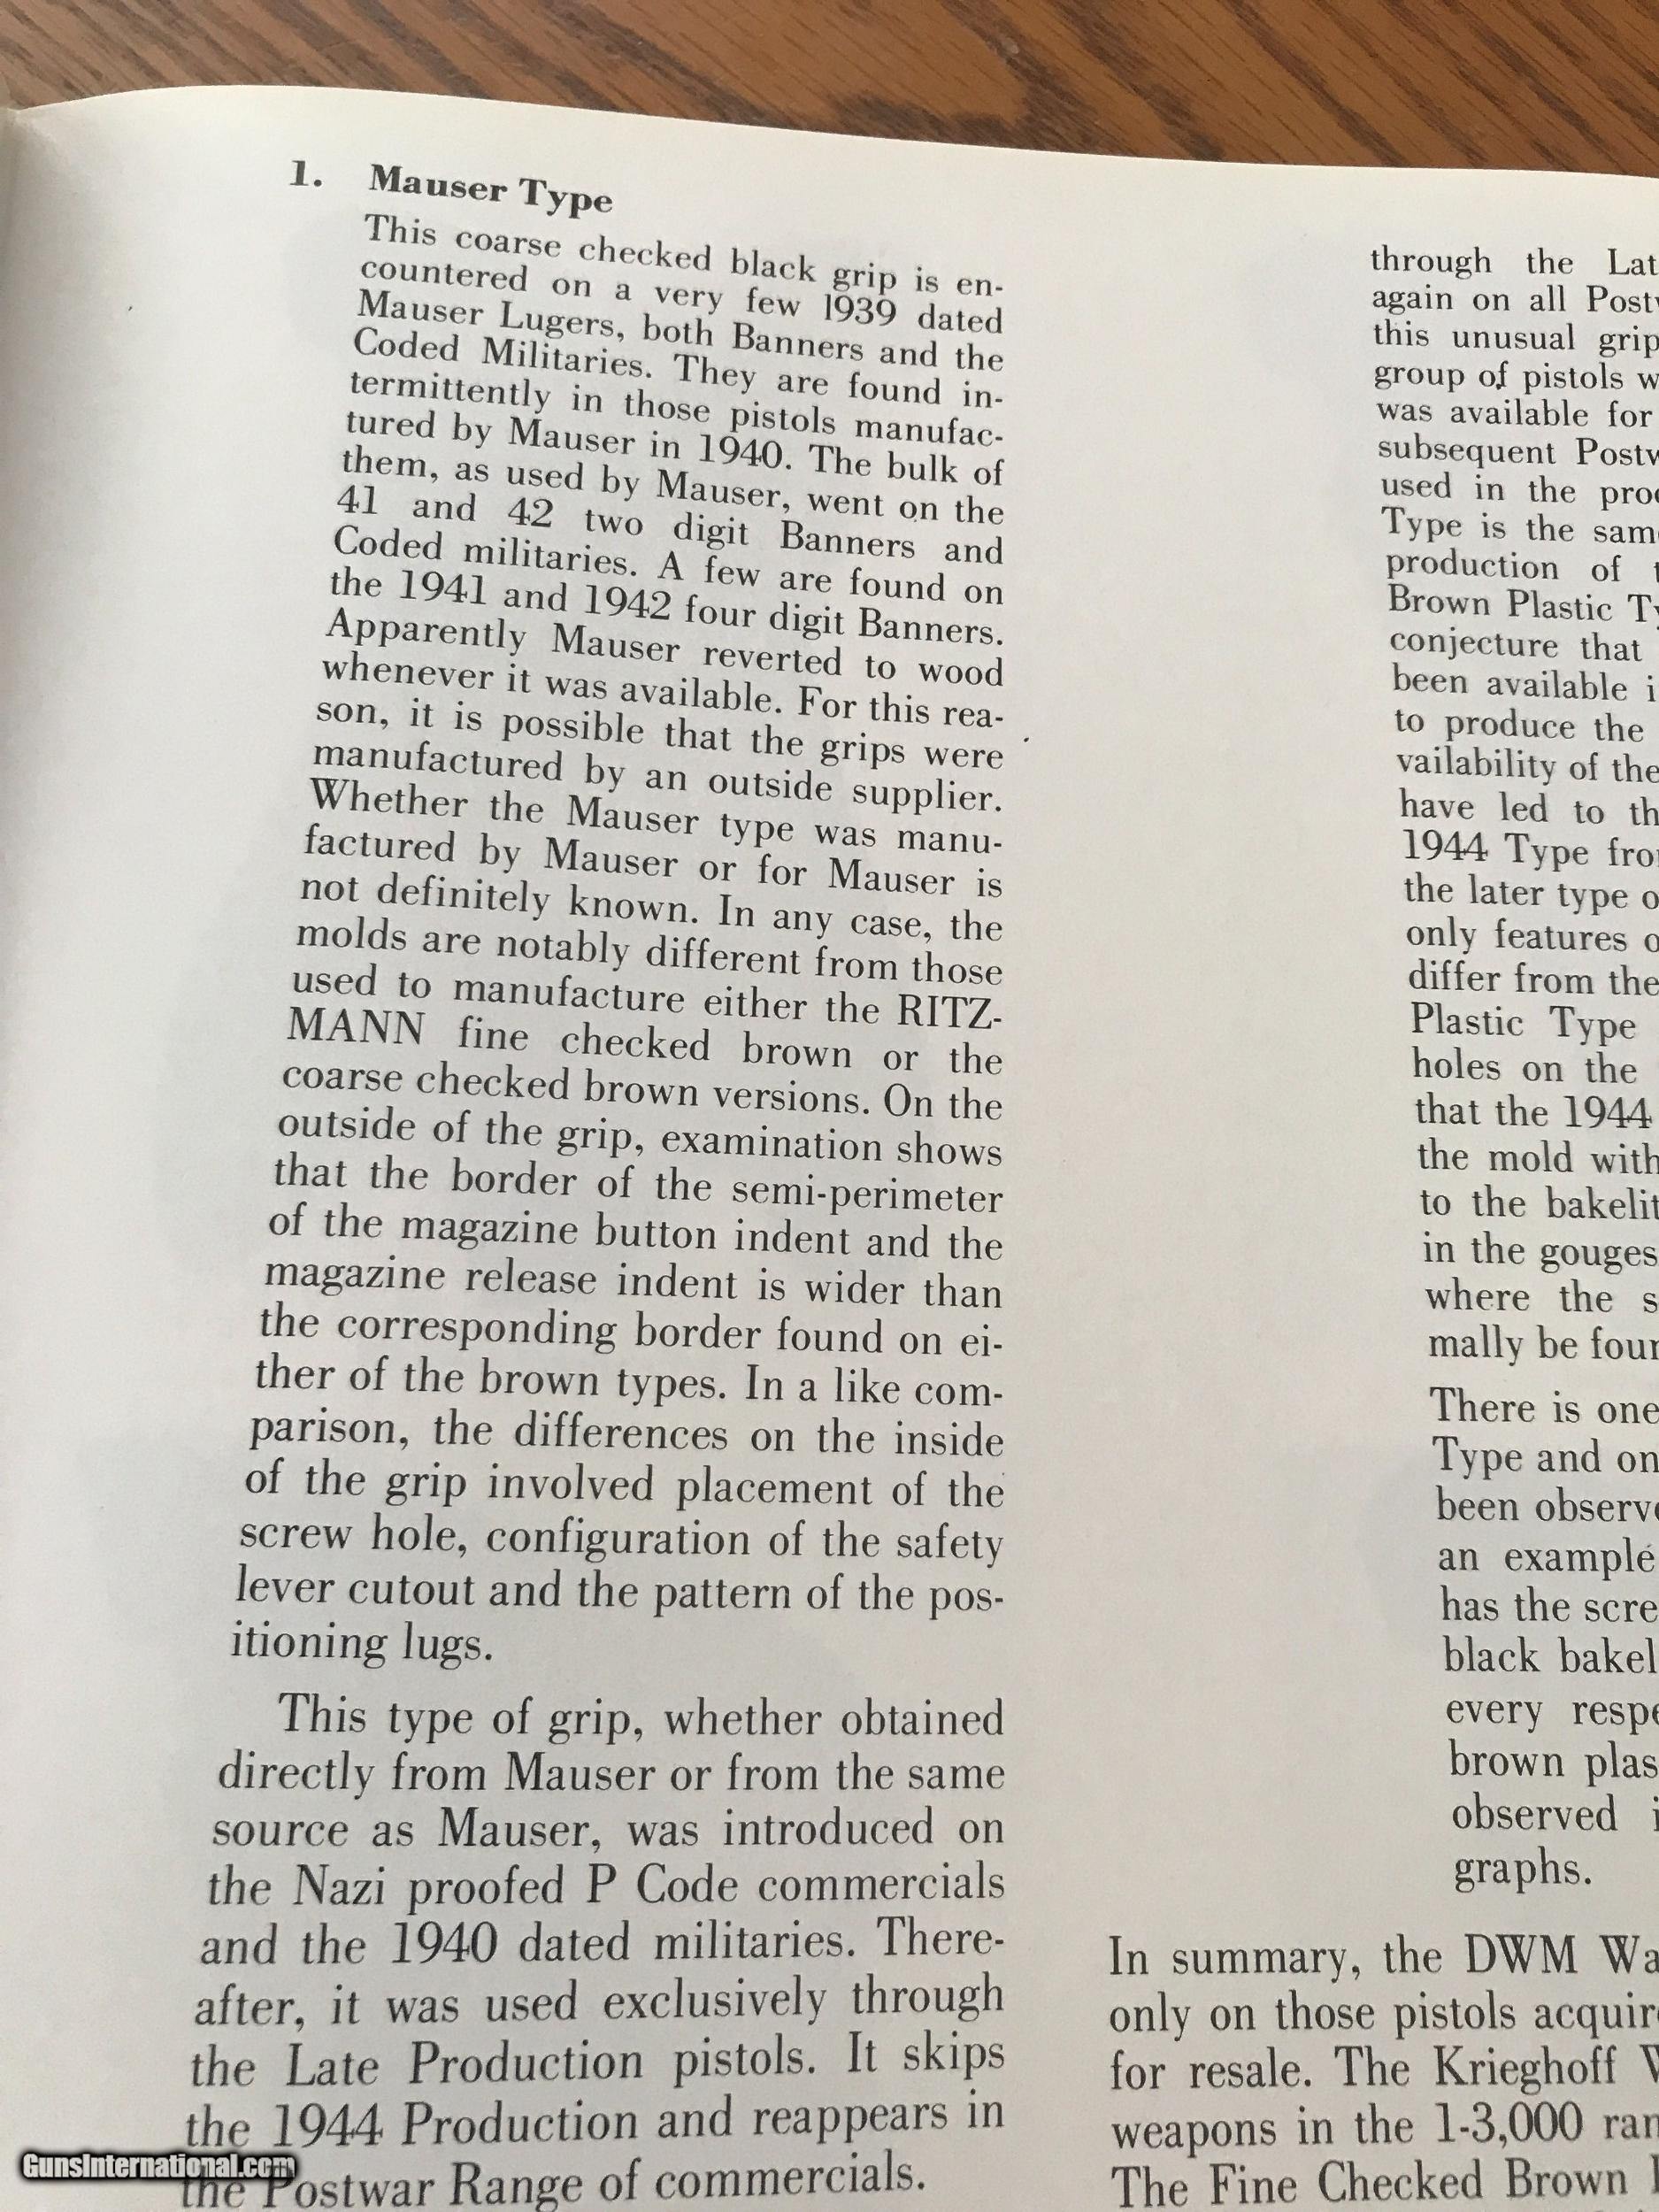 1. Mauser Type
This coarse checked black grip is en-
countered on a very few 1939 dated
Mauser Lugers, both Banners and the
Coded Militaries. They are found in-
termittently in those pistols manufac-
tured by Mauser in 1940. The bulk of
them, as used by Mauser, went on the
41 and 42 two digit Banners and
Coded militaries. A few are found on
the 1941 and 1942 four digit Banners.
Apparently Mauser reverted to wood
whenever it was available. For this rea-
son, it is possible that the grips were
manufactured by an outside supplier.
Whether the Mauser type was manu-
factured by Mauser or for Mauser is
not definitely known. In any case, the
molds are notably different from those
used to manufacture either the RITZ-
MANN fine checked brown or the
coarse checked brown versions. On the
outside of the grip, examination shows
that the border of the semi-perimeter
of the magazine button indent and the
magazine release indent is wider than
the corresponding border found on ei-
ther of the brown types. In a like com-
parison, the differences on the inside
of the grip involved placement of the
screw hole, configuration of the safety
lever cutout and the pattern of the pos-
itioning lugs.
This type of grip, whether obtained
directly from Mauser or from the same
source as Mauser, was introduced on
the Nazi proofed P Code commercials
and the 1940 dated militaries. There-
after, it was used exclusively through
the Late Production pistols. It skips
the 1944 Production and reappears in
the Postwar Range of commercials.
through the
again on all
this unusual grip
group of pistols
was available for
subsequent
used in the
Type is the
production of
Brown Plastic
conjecture that
been available
to produce the
vailability of the
have led to
1944 Type
the later type
only features
differ from the
Plastic Type
holes on the
that the 1944
the mold with
to the
in the gouges
where the
mally be
There is one
Type and
been
an example
has the
black
every
brown
observed
graphs.
In summary, the DWM
only on those pistols
for resale. The Krieghoff
weapons in the 1-3,000
The Fine Checked Brown
GunsInternational.com